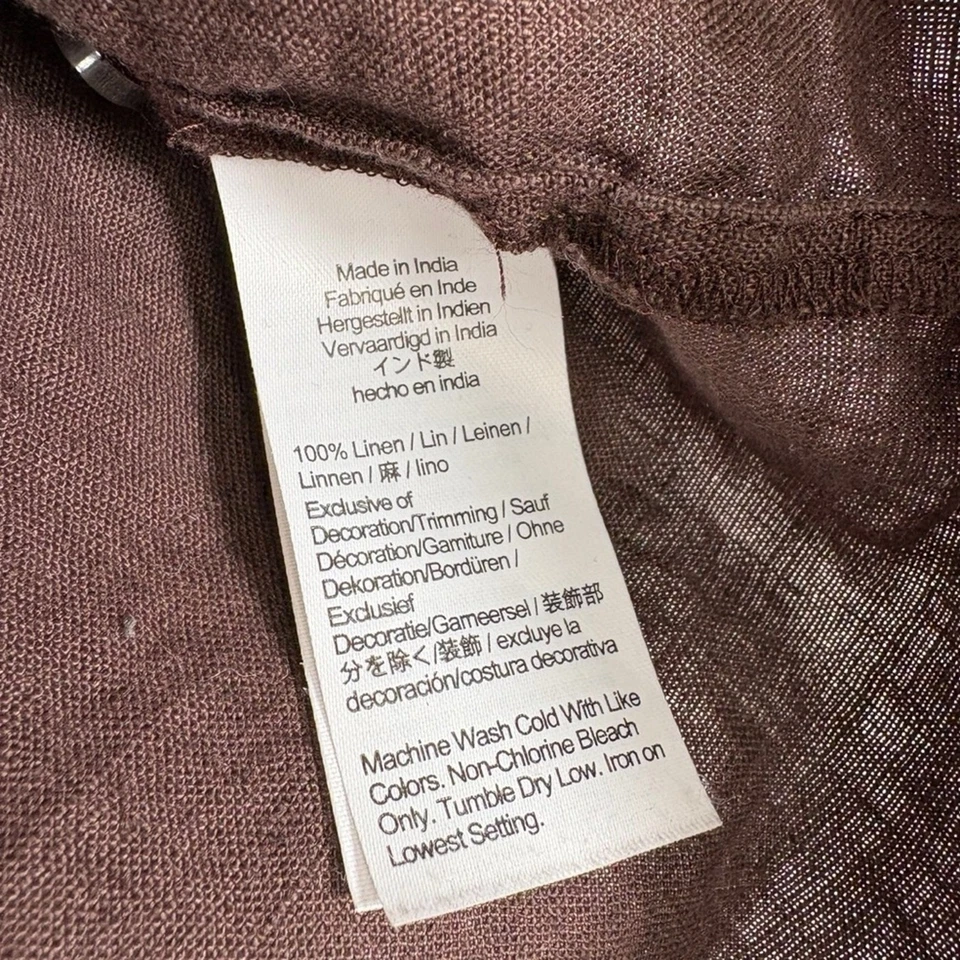 Made in India
Fabriqué en Inde
Hergestellt in Indien
Vervaardigd in India
インド製
hecho en india
100% Linen / Lin / Leinen /
Linnen / 麻 / lino
Exclusive of
Decoration/Trimming / Sauf
Décoration/Garniture / Ohne
Dekoration/Bordüren /
Exclusief
Decoratie/Garneersel / 装飾部
分を除く/装飾 / excluye la
decoración/costura decorativa
Machine Wash Cold With Like
Colors. Non-Chlorine Bleach
Only. Tumble Dry Low. Iron on
Lowest Setting.